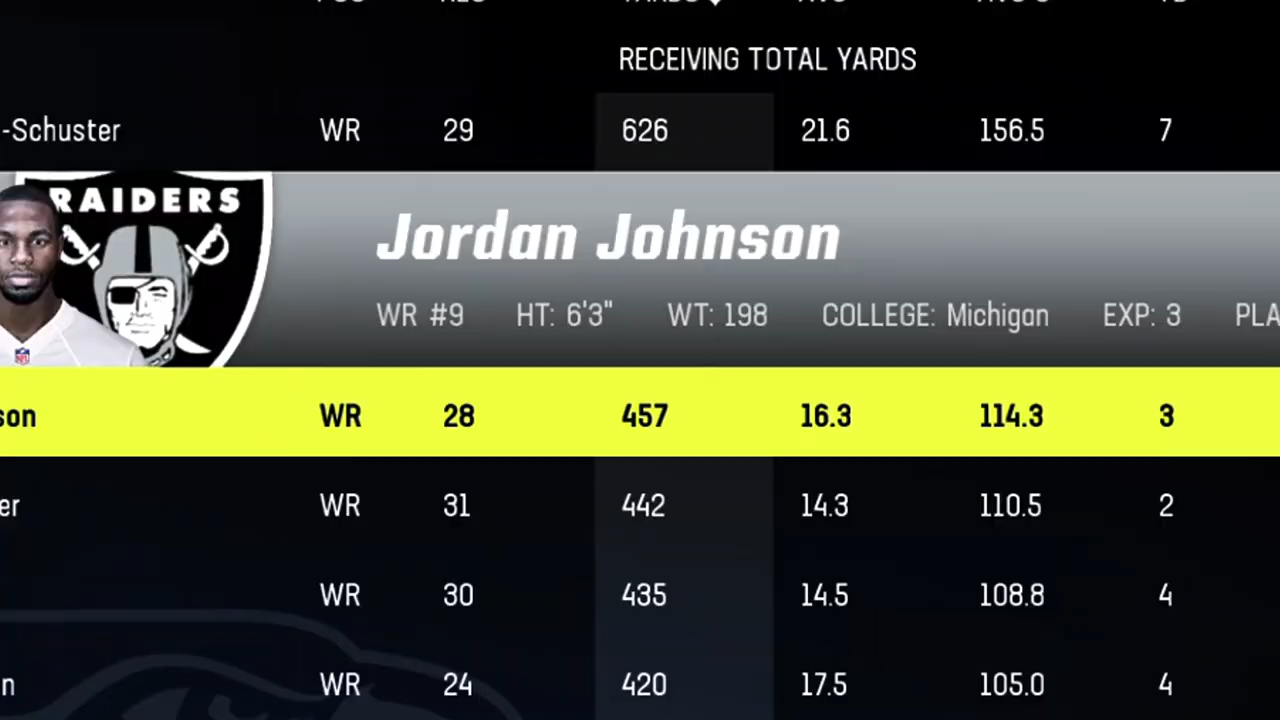 RECEIVING TOTAL YARDS
-Schuster WR 29 626 21.6 156.5 7
RAIDERS
Jordan Johnson
WR #9 HT: 6'3" WT: 198 COLLEGE: Michigan EXP: 3 PLA
son WR 28 457 16.3 114.3 3
er WR 31 442 14.3 110.5 2
WR 30 435 14.5 108.8 4
n WR 24 420 17.5 105.0 4